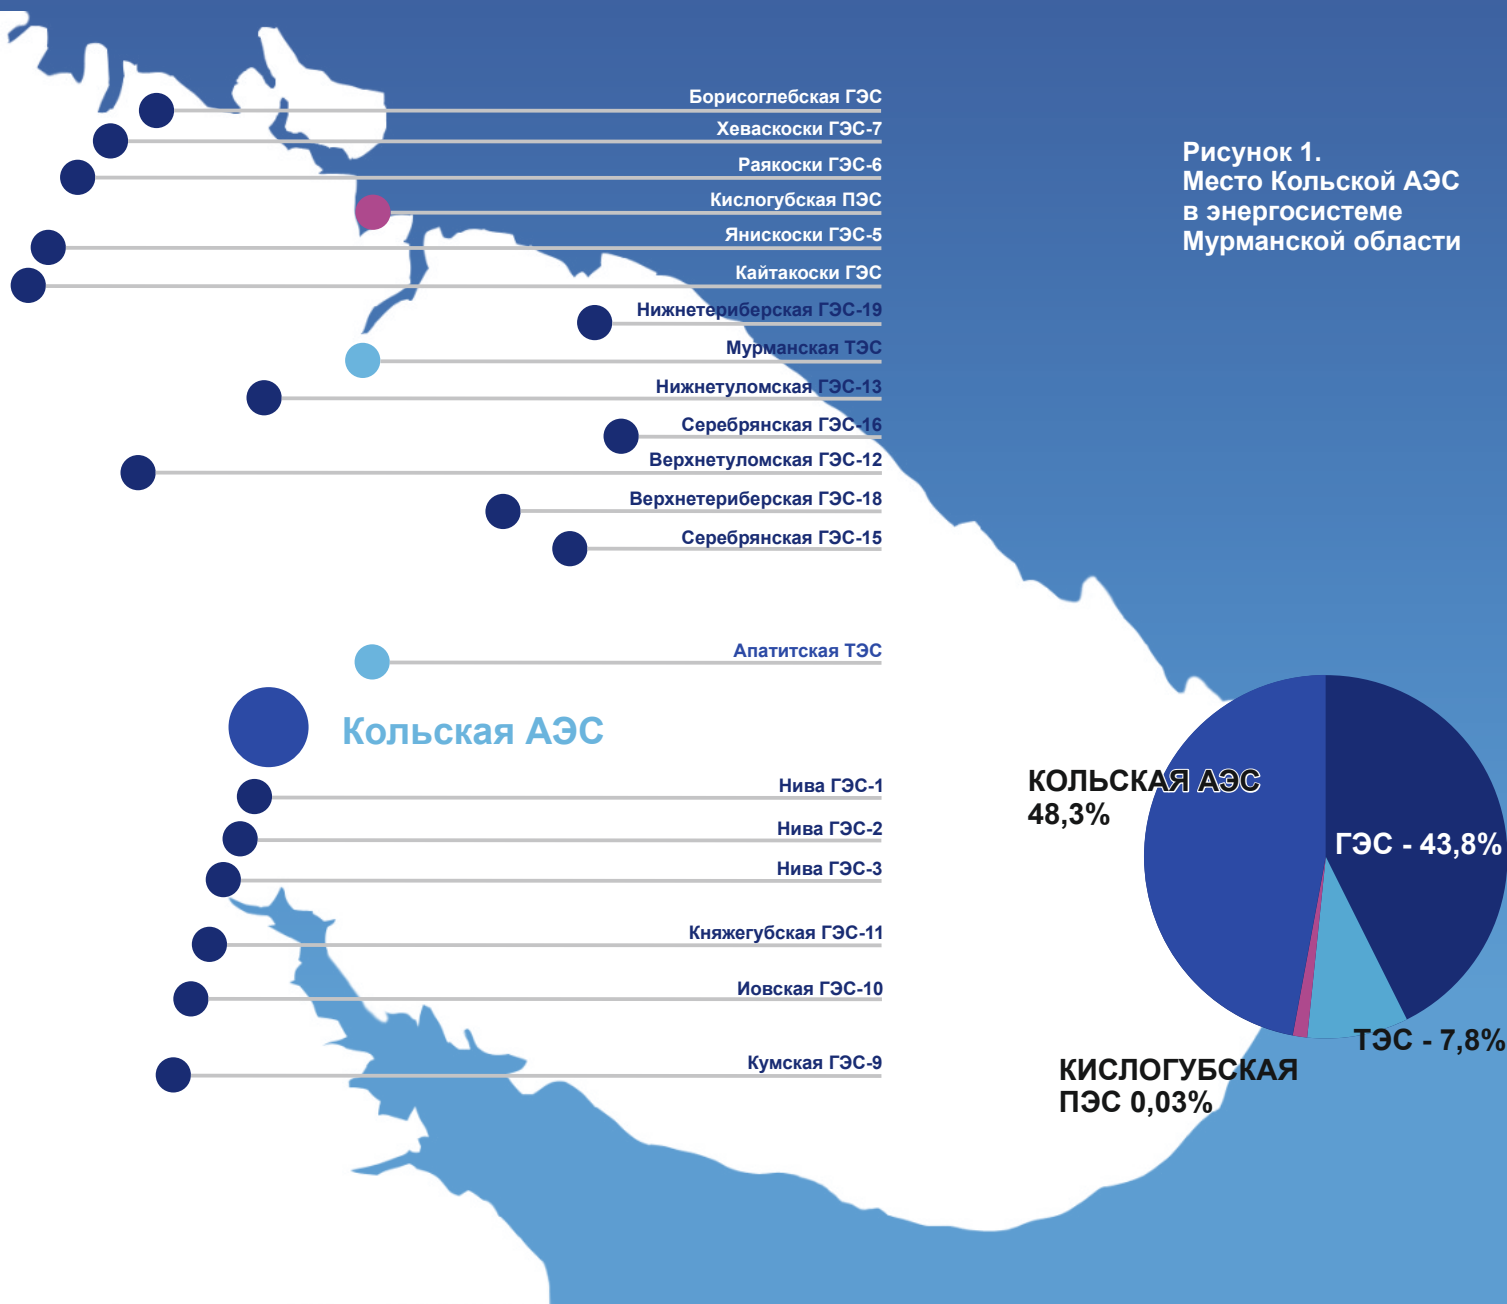 Борисоглебская ГЭС
Хеваскоски ГЭС-7
Раякоски ГЭС-6
Кислогубская ПЭС
Янискоски ГЭС-5
Кайтакоски ГЭС
Нижнетериберская ГЭС-19
Мурманская ТЭС
Нижнетуломская ГЭС-13
Серебрянская ГЭС-16
Верхнетуломская ГЭС-12
Верхнетериберская ГЭС-18
Серебрянская ГЭС-15
Апатитская ТЭС
Кольская АЭС
Нива ГЭС-1
Нива ГЭС-2
Нива ГЭС-3
Княжегубская ГЭС-11
Иовская ГЭС-10
Кумская ГЭС-9
Рисунок 1.
Место Кольской АЭС
в энергосистеме
Мурманской области
КОЛЬСКАЯ АЭС
48,3%
ГЭС - 43,8%
ТЭС - 7,8%
КИСЛОГУБСКАЯ
ПЭС 0,03%